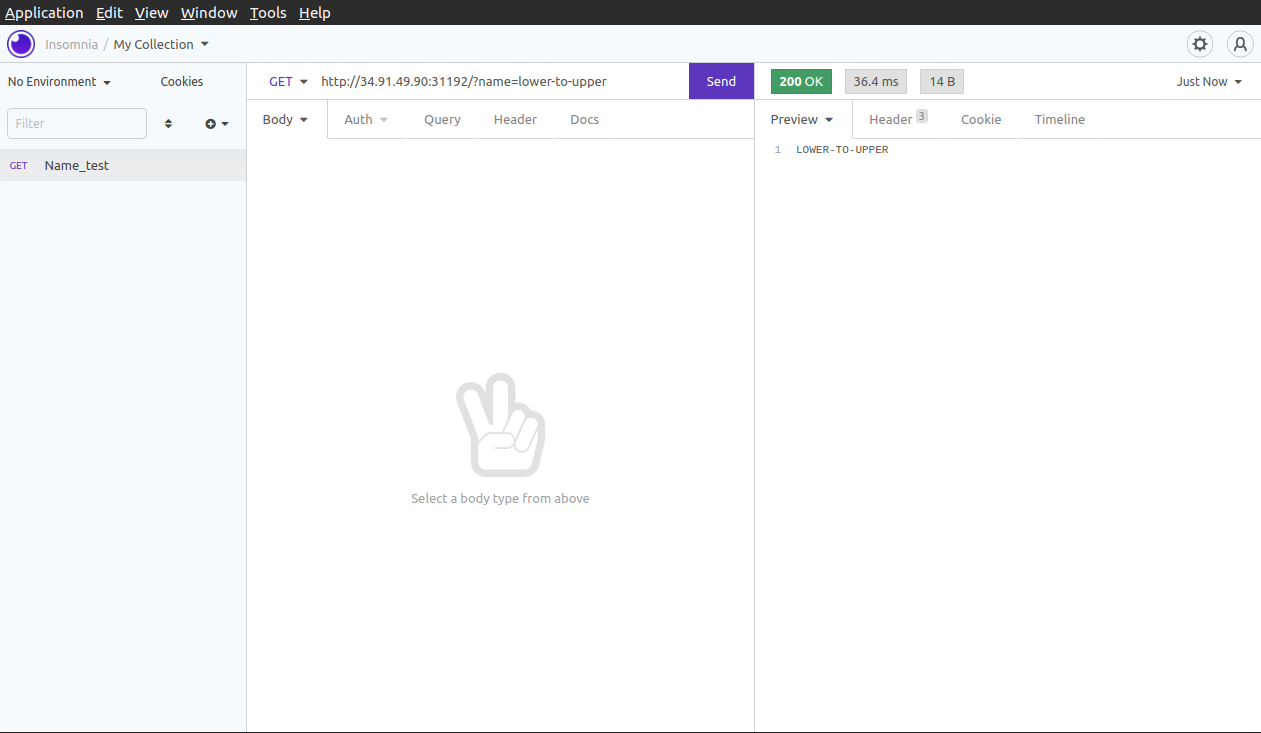 Application Edit View Window Tools Help
Insomnia / My Collection
No Environment Cookies
GET http://34.91.49.90:31192/?name=lower-to-upper Send
200 OK 36.4 ms 14 B Just Now
Filter
Body Auth Query Header Docs
Preview Header 3 Cookie Timeline
GET Name_test
1 LOWER-TO-UPPER
Select a body type from above